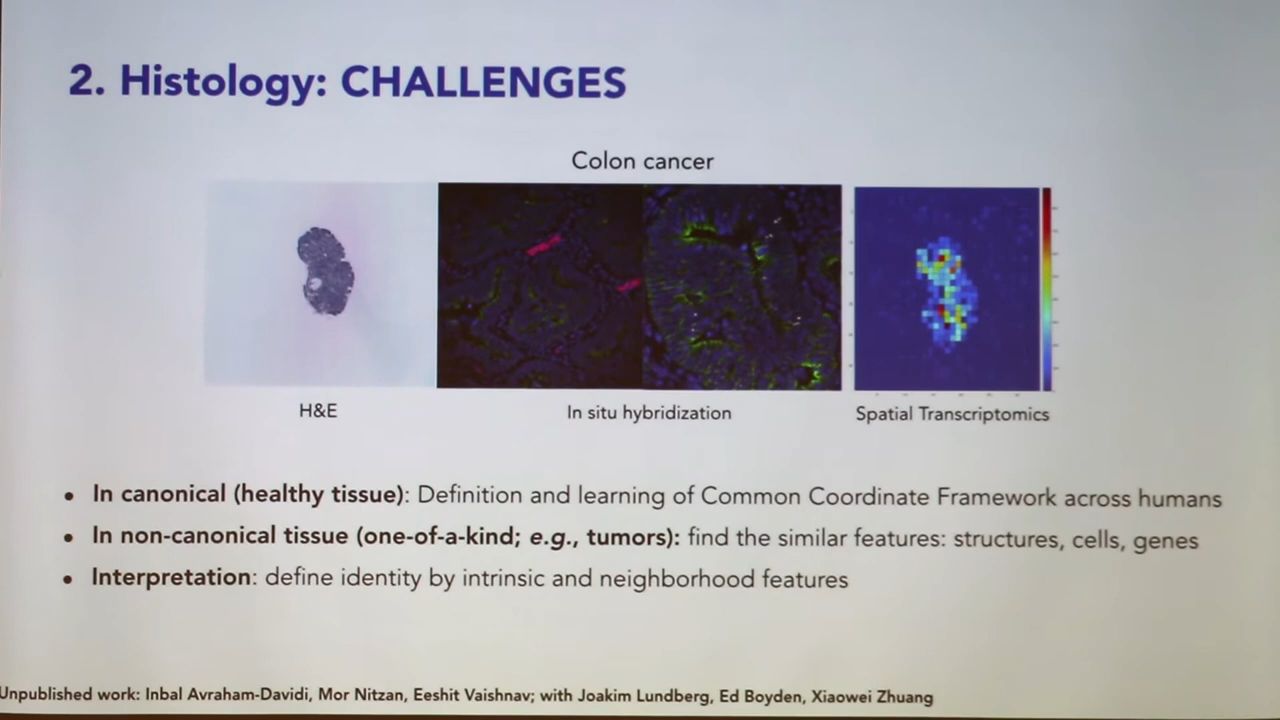 2. Histology: CHALLENGES
Colon cancer
H&E
In situ hybridization
Spatial Transcriptomics
• In canonical (healthy tissue): Definition and learning of Common Coordinate Framework across humans
• In non-canonical tissue (one-of-a-kind; e.g., tumors): find the similar features: structures, cells, genes
• Interpretation: define identity by intrinsic and neighborhood features
Unpublished work: Inbal Avraham-Davidi, Mor Nitzan, Eeshit Vaishnav; with Joakim Lundberg, Ed Boyden, Xiaowei Zhuang